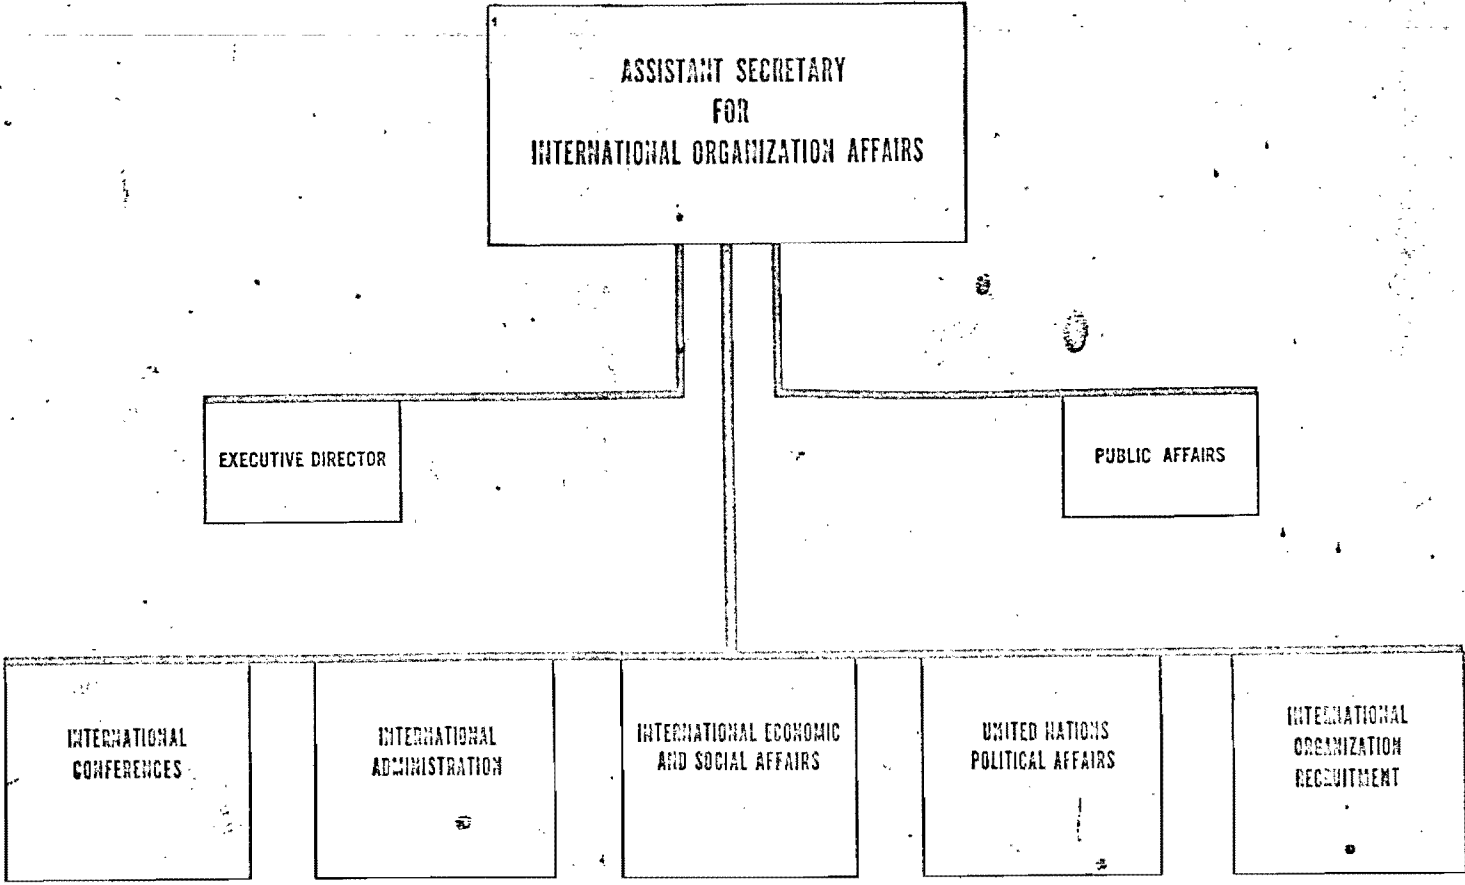 ASSISTANT SECRETARY
FOR
INTERNATIONAL ORGANIZATION AFFAIRS
EXECUTIVE DIRECTOR
PUBLIC AFFAIRS
INTERNATIONAL
CONFERENCES
INTERNATIONAL
ADMINISTRATION
INTERNATIONAL ECONOMIC
AND SOCIAL AFFAIRS
UNITED NATIONS
POLITICAL AFFAIRS
INTERNATIONAL
ORGANIZATION
RECRUITMENT